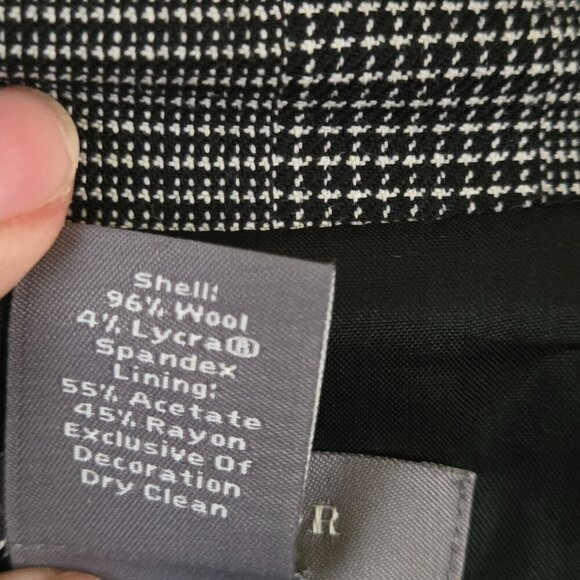 Shell:
96% Wool
4% Lycra®
Spandex
Lining:
55% Acetate
45% Rayon
Exclusive Of
Decoration
Dry Clean
R